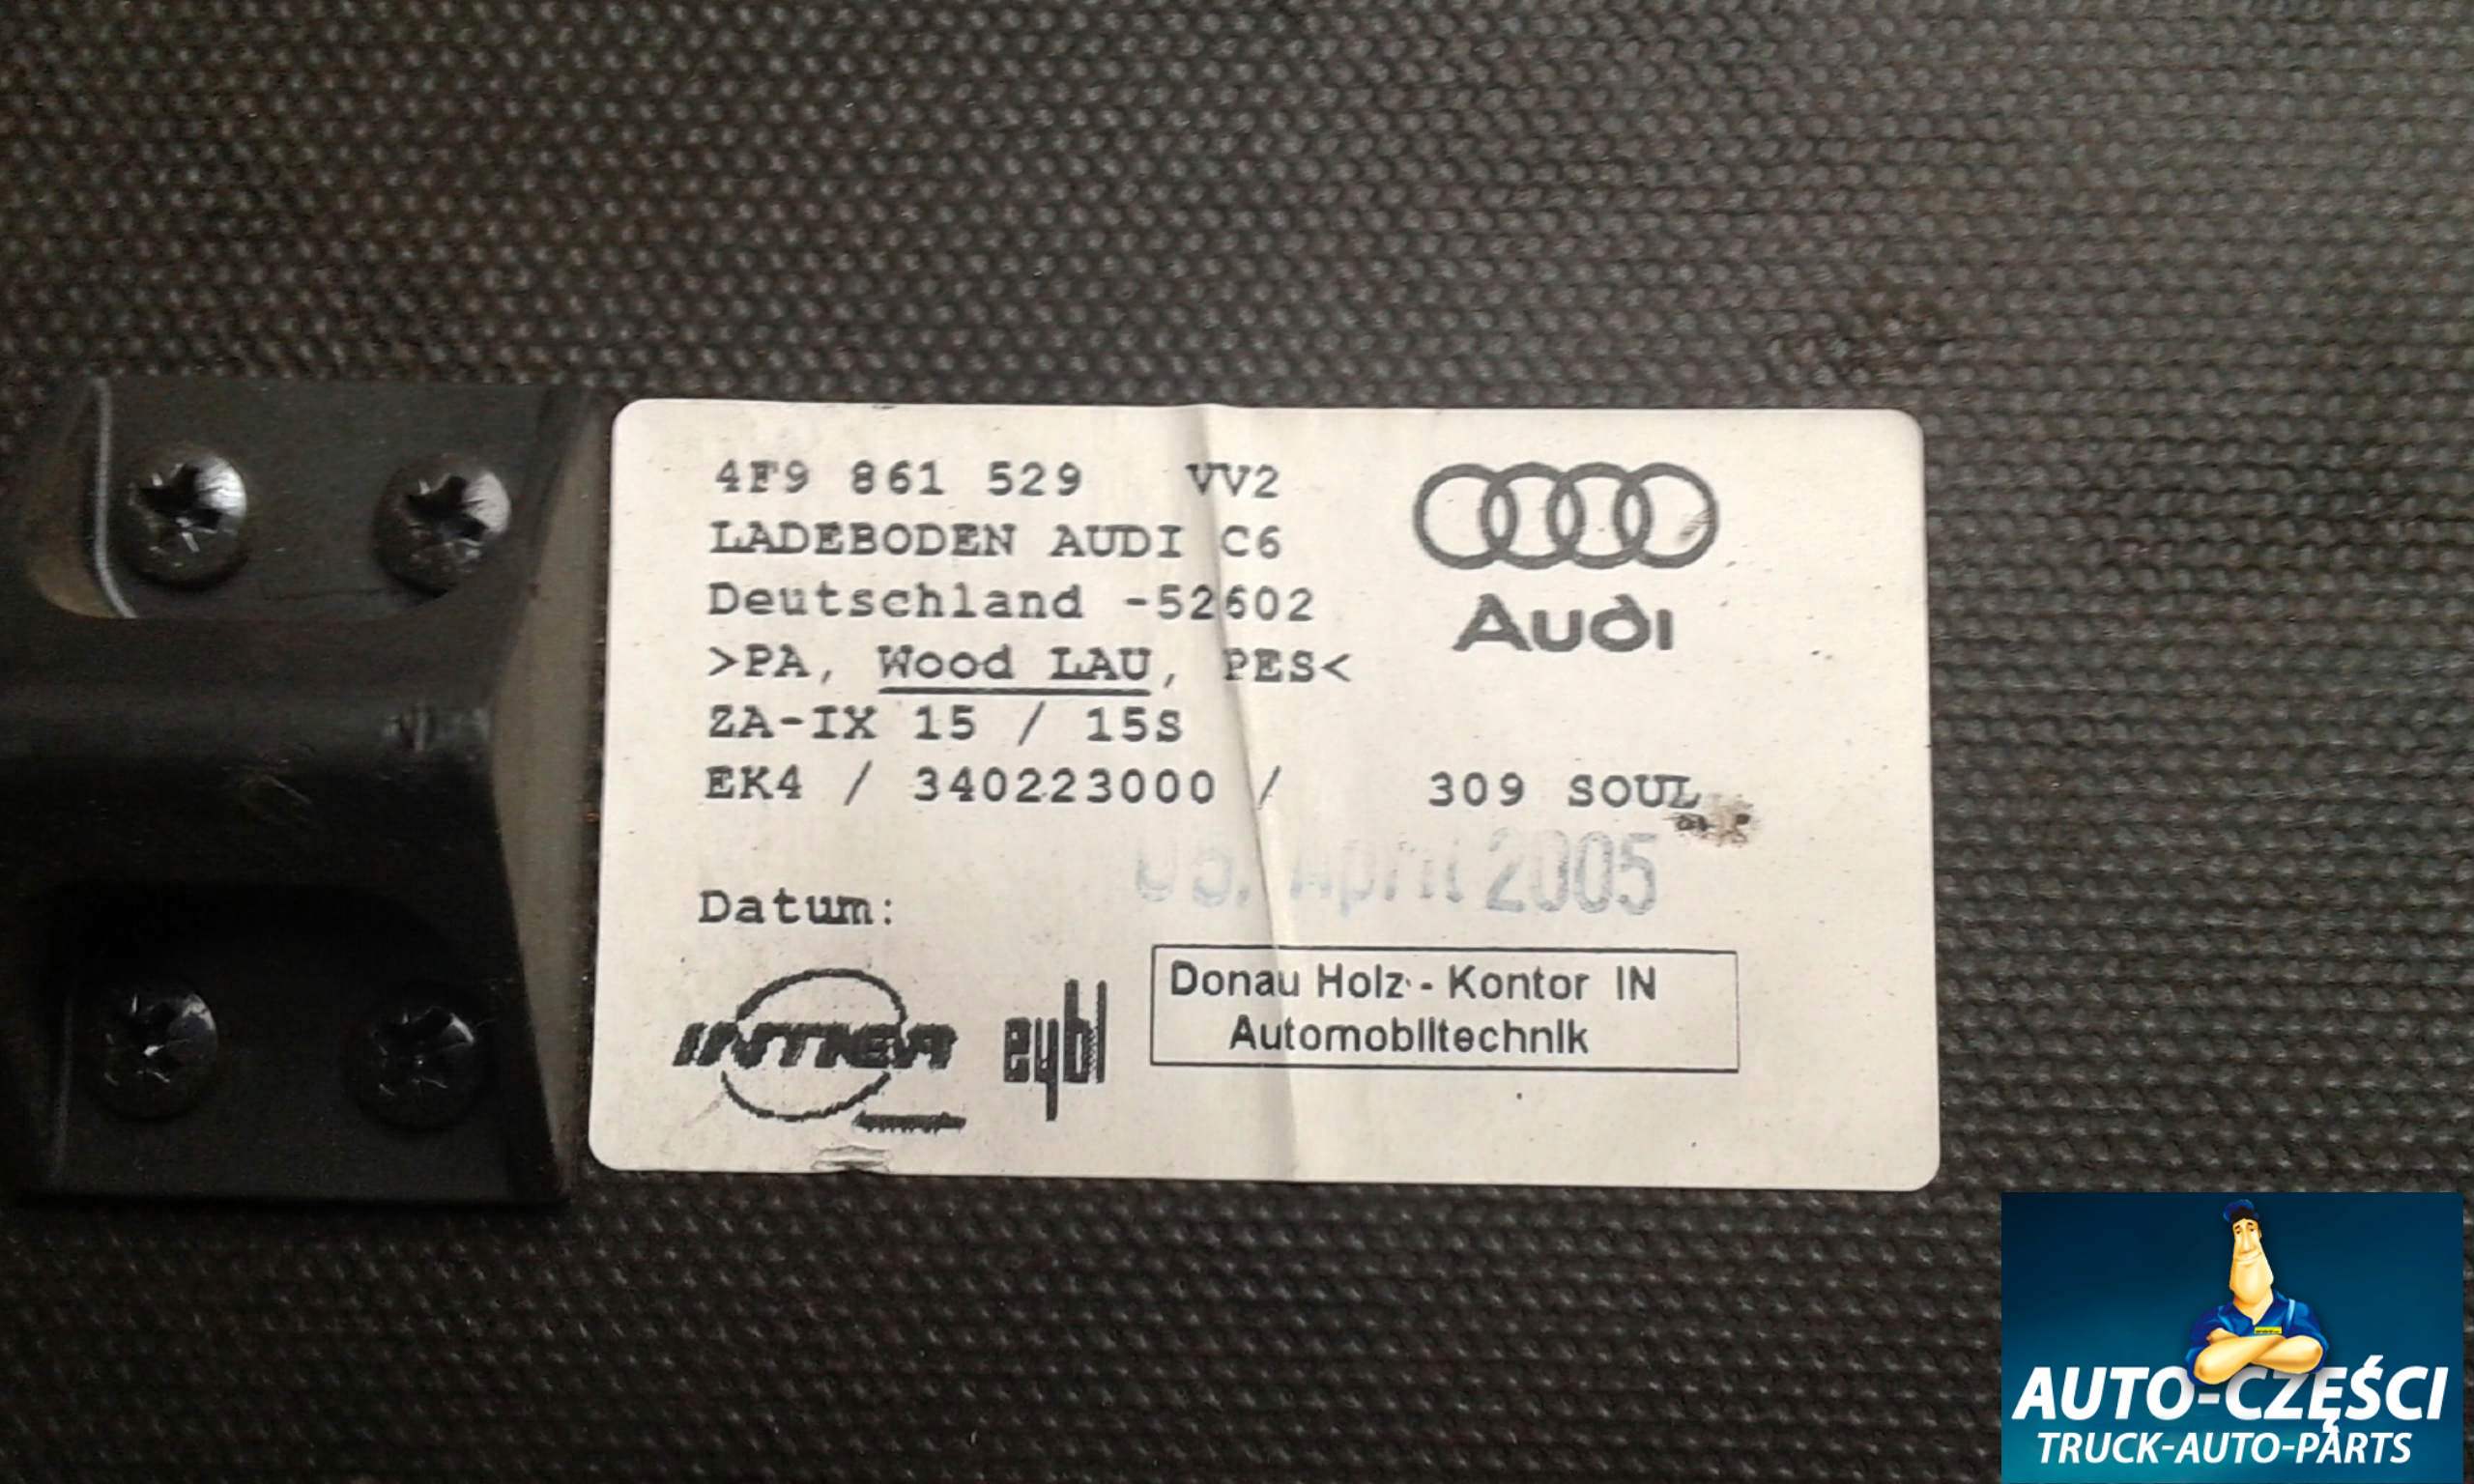 4F9 861 529 VV2
LADEBODEN AUDI C6
Audi
Deutschland -52602
>PA, Wood LAU, PES<
ZA-IX 15 / 15S
EK4 / 340223000 / 309 SOUL
April 2005
Datum:
INTIER
eybl
Donau Holz - Kontor IN
Automobiltechnik
AUTO-CZĘŚCI
TRUCK-AUTO-PARTS